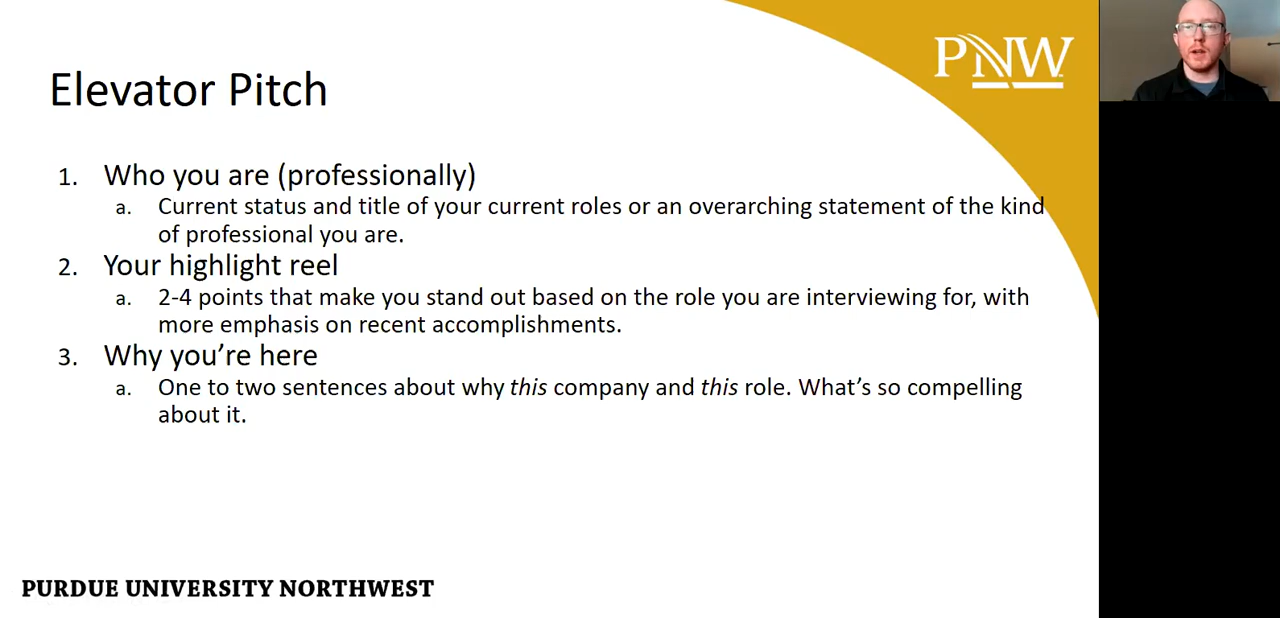 PNW
Elevator Pitch
1. Who you are (professionally)
a. Current status and title of your current roles or an overarching statement of the kind
of professional you are.
2. Your highlight reel
a. 2-4 points that make you stand out based on the role you are interviewing for, with
more emphasis on recent accomplishments.
3. Why you’re here
a. One to two sentences about why this company and this role. What’s so compelling
about it.
PURDUE UNIVERSITY NORTHWEST